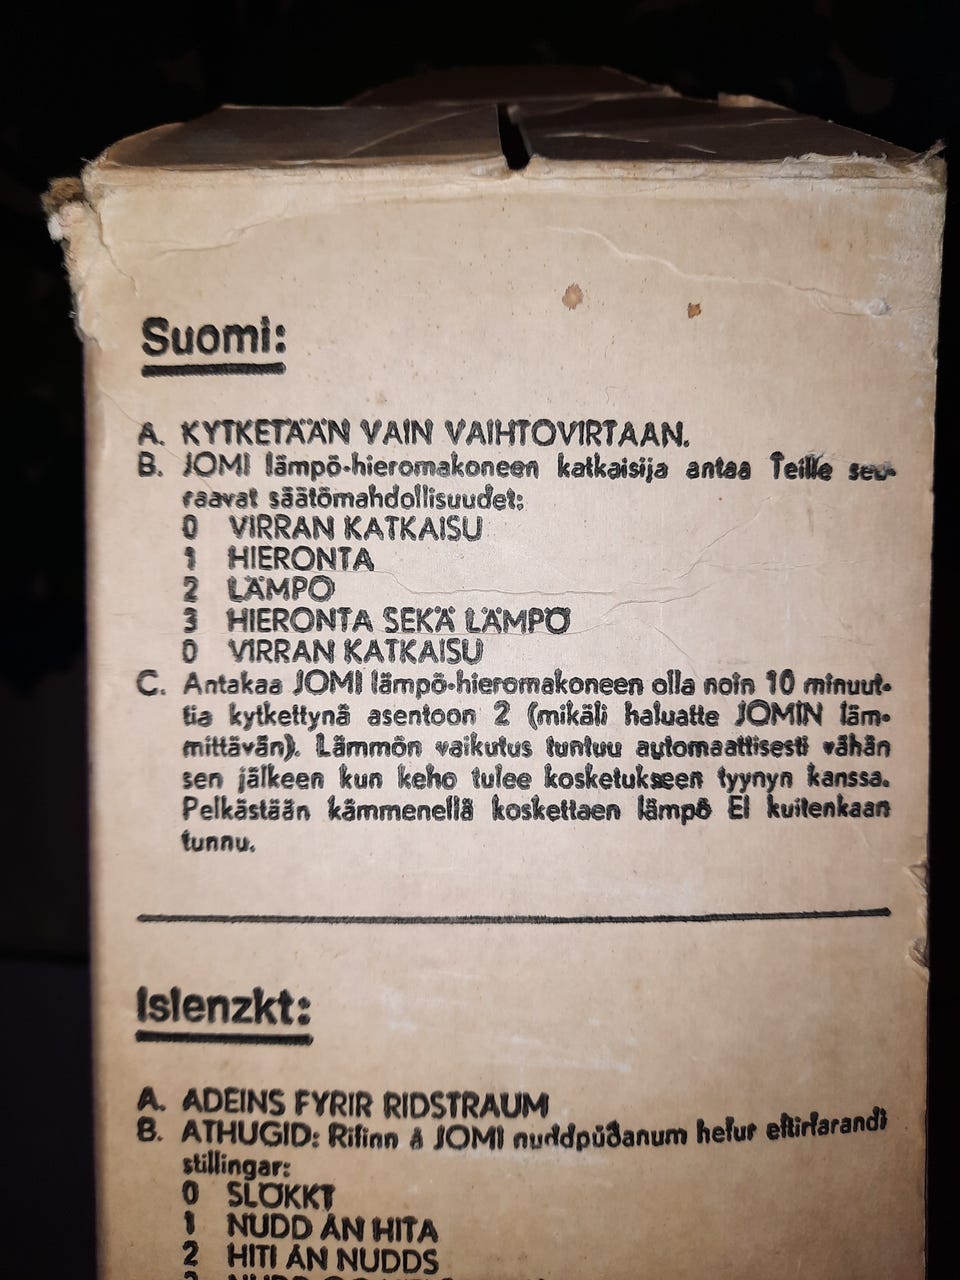 Suomi:
A. KYTKETÄÄN VAIN VAIHTOVIRTAAN.
B. JOMI lämpö-hieromakoneen katkaisija antaa Teille seu-
raavat säätömahdollisuudet:
0 VIRRAN KATKAISU
1 HIERONTA
2 LÄMPÖ
3 HIERONTA SEKÄ LÄMPÖ
0 VIRRAN KATKAISU
C. Antakaa JOMI lämpö-hieromakoneen olla noin 10 minuut-
tia kytkettynä asentoon 2 (mikäli haluatte JOMIN läm-
mittävän). Lämmön vaikutus tuntuu automaattisesti vähän
sen jälkeen kun keho tulee kosketukseen tyynyn kanssa.
Pelkästään kämmenellä koskettaen lämpö EI kuitenkaan
tunnu.
Islenzkt:
A. ADEINS FYRIR RIDSTRAUM
B. ATHUGID: Rifinn á JOMI nuddpúðanum hefur eftirfarandi
stillingar:
0 SLÖKKT
1 NUDD ÁN HITA
2 HITI ÁN NUDDS